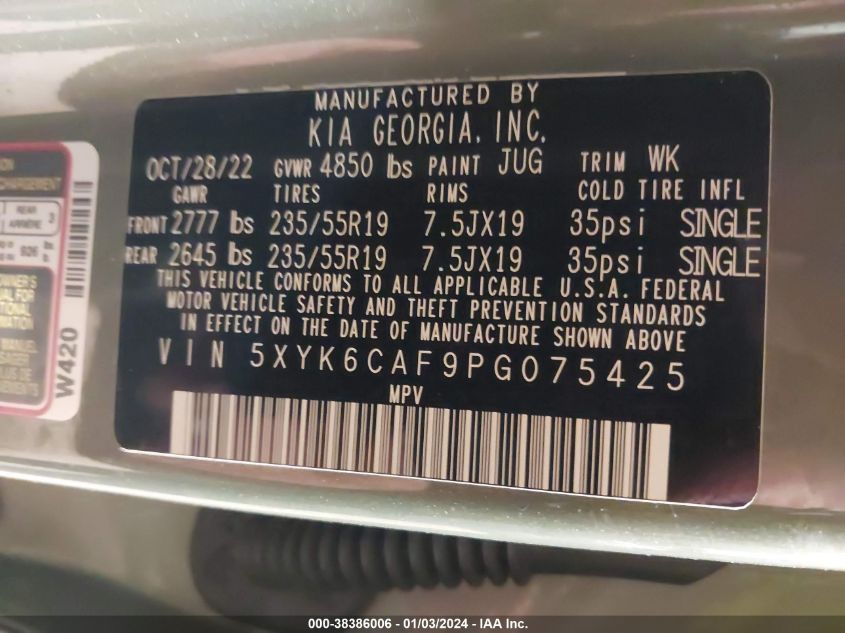 MANUFACTURED BY
KIA GEORGIA, INC.
OCT/28/22 GVWR 4850 lbs PAINT JUG TRIM WK
GAWR TIRES RIMS COLD TIRE INFL
FRONT 2777 lbs 235/55R19 7.5JX19 35psi SINGLE
REAR 2645 lbs 235/55R19 7.5JX19 35psi SINGLE
THIS VEHICLE CONFORMS TO ALL APPLICABLE U.S.A. FEDERAL
MOTOR VEHICLE SAFETY AND THEFT PREVENTION STANDARDS
IN EFFECT ON THE DATE OF MANUFACTURE SHOWN ABOVE
VIN 5XYK6CAF9PG075425
MPV
REAR
ARRIÈRE 3
W420
000-38386006 - 01/03/2024 - IAA Inc.